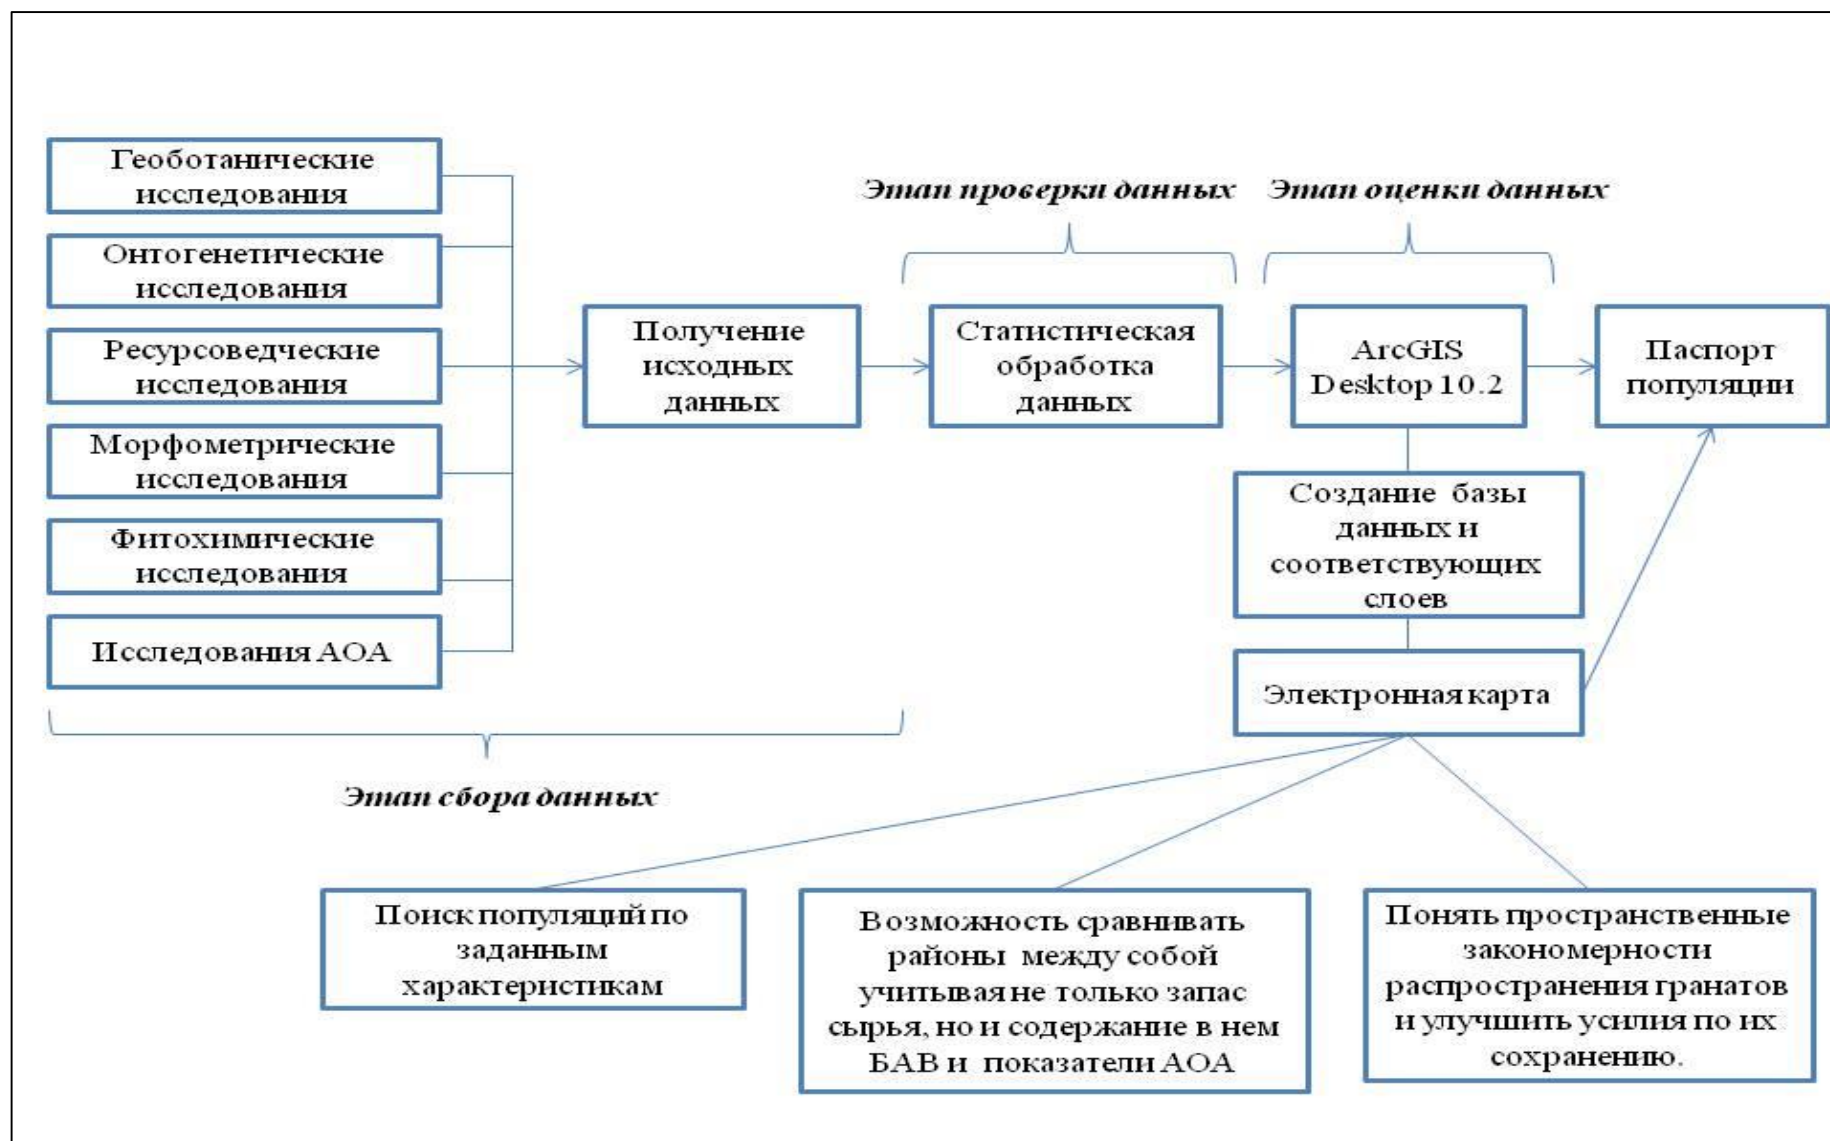 Геоботанические
исследования
Онтогенетические
исследования
Ресурсоведческие
исследования
Морфометрические
исследования
Фитохимические
исследования
Исследования АОА
Этап сбора данных
Получение
исходных
данных
Этап проверки данных
Статистическая
обработка
данных
Этап оценки данных
ArcGIS
Desktop 10.2
Паспорт
популяции
Создание базы
данных и
соответствующих
слоев
Электронная карта
Поиск популяций по
заданным
характеристикам
Возможность сравнивать
районы между собой
учитывая не только запас
сырья, но и содержание в нем
БАВ и показатели АОА
Понять пространственные
закономерности
распространения гранатов
и улучшить усилия по их
сохранению.